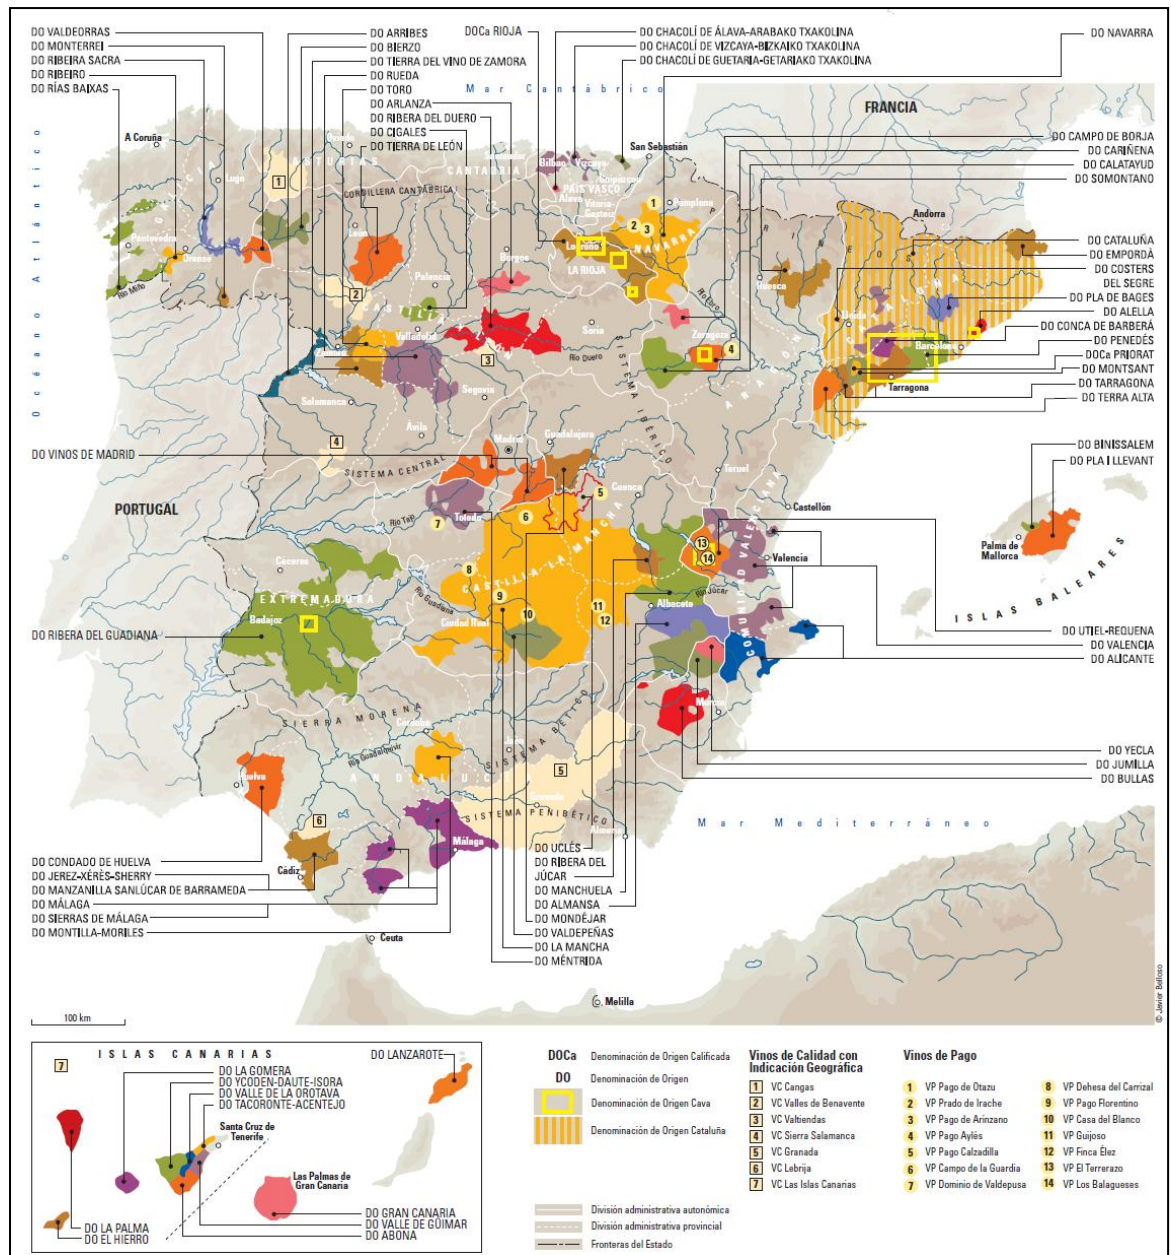 DO VALDEORRAS
DO MONTERREI
DO RIBEIRA SACRA
DO RIBEIRO
DO RÍAS BAIXAS
DO ARRIBES
DO BIERZO
DO TIERRA DEL VINO DE ZAMORA
DO RUEDA
DO TORO
DO ARLANZA
DO RIBERA DEL DUERO
DO CIGALES
DO TIERRA DE LEÓN
DOCa RIOJA
DO CHACOLÍ DE ÁLAVA-ARABAKO TXAKOLINA
DO CHACOLÍ DE VIZCAYA-BIZKAIKO TXAKOLINA
DO CHACOLÍ DE GUETARIA-GETARIAKO TXAKOLINA
DO NAVARRA
Mar Cantábrico
FRANCIA
Océano Atlántico
DO CAMPO DE BORJA
DO CARIÑENA
DO CALATAYUD
DO SOMONTANO
A Coruña
Lugo
GALICIA
Pontevedra
Orense
Río Miño
ASTURIAS
CANTABRIA
CORDILLERA CANTÁBRICA
Bilbao
Vizcaya
Guipúzcoa
San Sebastián
PAÍS VASCO
Álava
Vitoria-Gasteiz
Pamplona
NAVARRA
Logroño
LA RIOJA
León
Burgos
Palencia
Valladolid
Zamora
Soria
Río Duero
Segovia
Salamanca
Ávila
SISTEMA CENTRAL
SISTEMA IBÉRICO
PIRINEOS
Huesca
Río Ebro
Zaragoza
ARAGÓN
Teruel
Andorra
CATALUÑA
Lleida
Barcelona
Tarragona
DO CATALUÑA
DO EMPORDÀ
DO COSTERS
DEL SEGRE
DO PLA DE BAGES
DO ALELLA
DO CONCA DE BARBERÁ
DO PENEDÉS
DOCa PRIORAT
DO MONTSANT
DO TARRAGONA
DO TERRA ALTA
DO BINISSALEM
DO PLA I LLEVANT
Palma de
Mallorca
ISLAS BALEARES
DO VINOS DE MADRID
PORTUGAL
Madrid
Guadalajara
Cuenca
Toledo
Río Tajo
CASTILLA-LA MANCHA
Castellón
Valencia
COMUNIDAD VALENCIANA
Río Júcar
Albacete
Cáceres
EXTREMADURA
Badajoz
Río Guadiana
Ciudad Real
DO RIBERA DEL GUADIANA
DO UTIEL-REQUENA
DO VALENCIA
DO ALICANTE
Murcia
SIERRA MORENA
SISTEMA BÉTICO
Córdoba
Jaén
Río Guadalquivir
ANDALUCÍA
Huelva
Granada
SISTEMA PENIBÉTICO
Almería
Málaga
Cádiz
Ceuta
Melilla
Mar Mediterráneo
DO YECLA
DO JUMILLA
DO BULLAS
DO CONDADO DE HUELVA
DO JEREZ-XÉRÈS-SHERRY
DO MANZANILLA SANLÚCAR DE BARRAMEDA
DO MÁLAGA
DO SIERRAS DE MÁLAGA
DO MONTILLA-MORILES
DO UCLÉS
DO RIBERA DEL
JÚCAR
DO MANCHUELA
DO ALMANSA
DO MONDÉJAR
DO VALDEPEÑAS
DO LA MANCHA
DO MÉNTRIDA
100 km
© Javier Belloso
ISLAS CANARIAS
7
DO LANZAROTE
DO LA GOMERA
DO YCODEN-DAUTE-ISORA
DO VALLE DE LA OROTAVA
DO TACORONTE-ACENTEJO
Santa Cruz de
Tenerife
Las Palmas de
Gran Canaria
DO GRAN CANARIA
DO VALLE DE GÜIMAR
DO ABONA
DO LA PALMA
DO EL HIERRO
DOCa Denominación de Origen Calificada
DO Denominación de Origen
Denominación de Origen Cava
Denominación de Origen Cataluña
División administrativa autonómica
División administrativa provincial
Fronteras del Estado
Vinos de Calidad con
Indicación Geográfica
1 VC Cangas
2 VC Valles de Benavente
3 VC Valtiendas
4 VC Sierra Salamanca
5 VC Granada
6 VC Lebrija
7 VC Las Islas Canarias
Vinos de Pago
1 VP Pago de Otazu
2 VP Prado de Irache
3 VP Pago de Arinzano
4 VP Pago Aylés
5 VP Pago Calzadilla
6 VP Campo de la Guardia
7 VP Dominio de Valdepusa
8 VP Dehesa del Carrizal
9 VP Pago Florentino
10 VP Casa del Blanco
11 VP Guijoso
12 VP Finca Élez
13 VP El Terrerazo
14 VP Los Balagueses